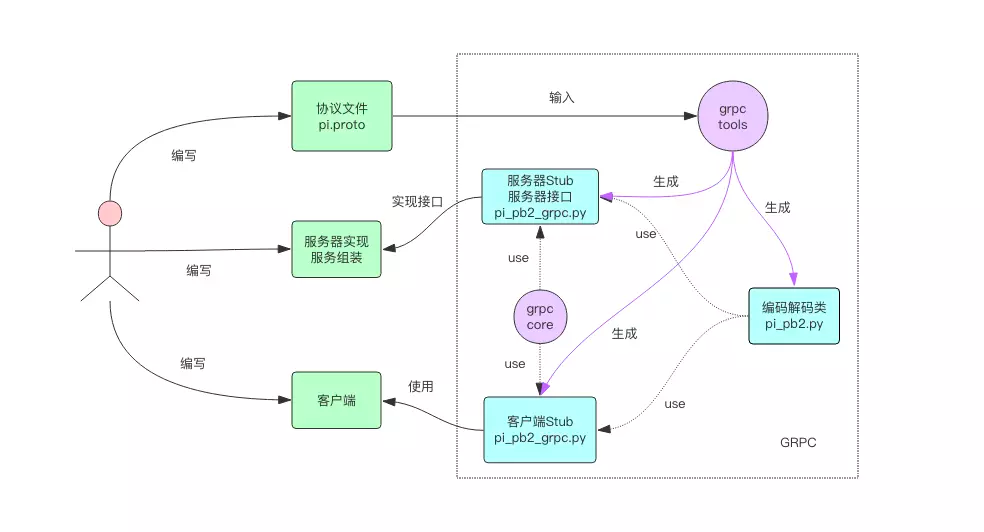 协议文件
pi.proto
输入
grpc
tools
编写
服务器Stub
服务器接口
pi_pb2_grpc.py
生成
生成
实现接口
服务器实现
服务组装
编写
use
use
grpc
core
编码解码类
pi_pb2.py
生成
use
编写
客户端
使用
客户端Stub
pi_pb2_grpc.py
use
GRPC